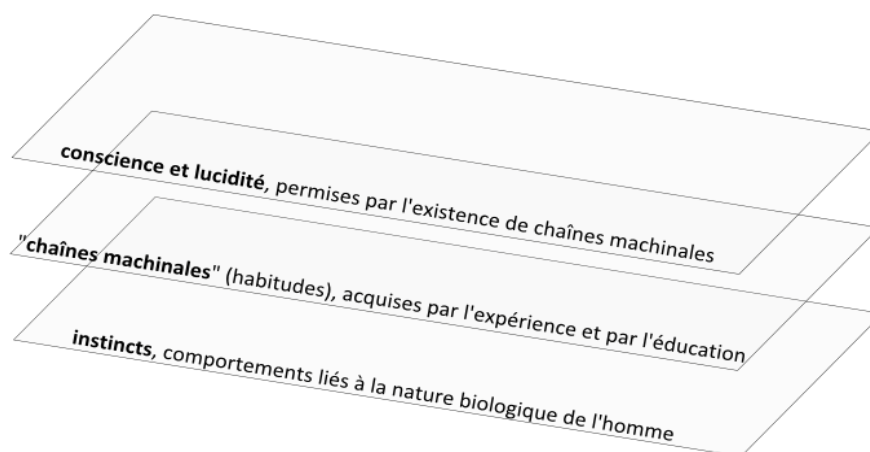 conscience et lucidité, permises par l'existence de chaînes machinales
"chaînes machinales" (habitudes), acquises par l'expérience et par l'éducation
instincts, comportements liés à la nature biologique de l'homme